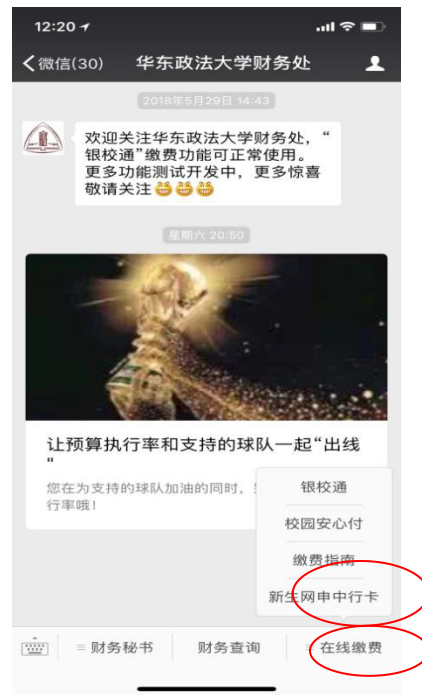 12:20
微信(30)
华东政法大学财务处
2018年5月29日 14:43
欢迎关注华东政法大学财务处，“
银校通”缴费功能可正常使用。
更多功能测试开发中，更多惊喜
敬请关注
星期六 20:50
让预算执行率和支持的球队一起“出线
"
您在为支持的球队加油的同时，
行率哦！
银校通
校园安心付
缴费指南
新生网申中行卡
财务秘书
财务查询
在线缴费